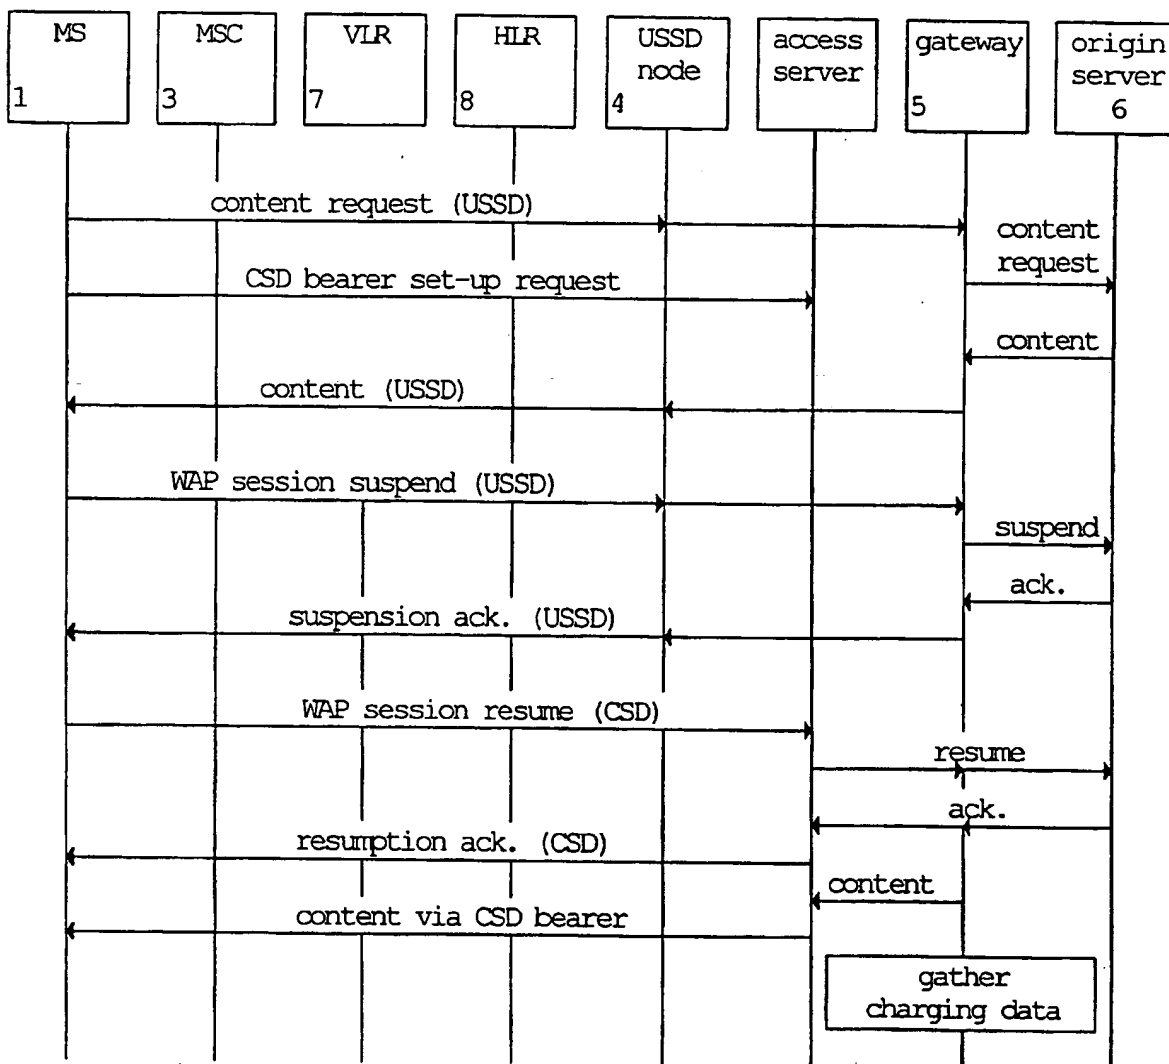 MS
1
MSC
3
VLR
7
HLR
8
USSD
node
4
access
server
gateway
5
origin
server
6
content request (USSD)
content
request
CSD bearer set-up request
content
content (USSD)
WAP session suspend (USSD)
suspend
ack.
suspension ack. (USSD)
WAP session resume (CSD)
resume
ack.
resumption ack. (CSD)
content
content via CSD bearer
gather
charging data